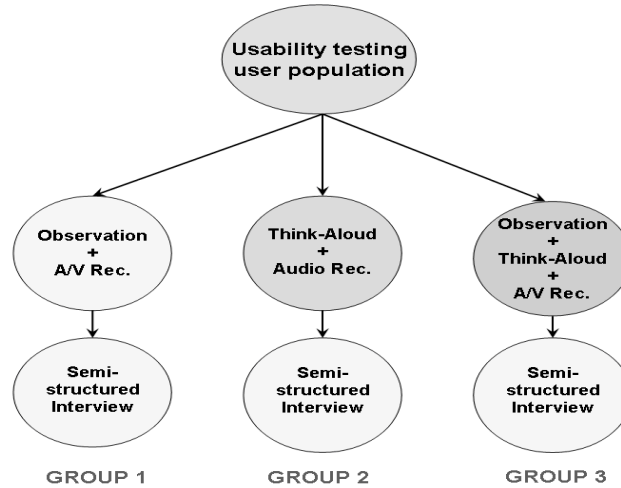 Usability testing
user population
Observation
+
A/V Rec.
Think-Aloud
+
Audio Rec.
Observation
+
Think-Aloud
+
A/V Rec.
Semi-
structured
Interview
Semi-
structured
Interview
Semi-
structured
Interview
GROUP 1
GROUP 2
GROUP 3